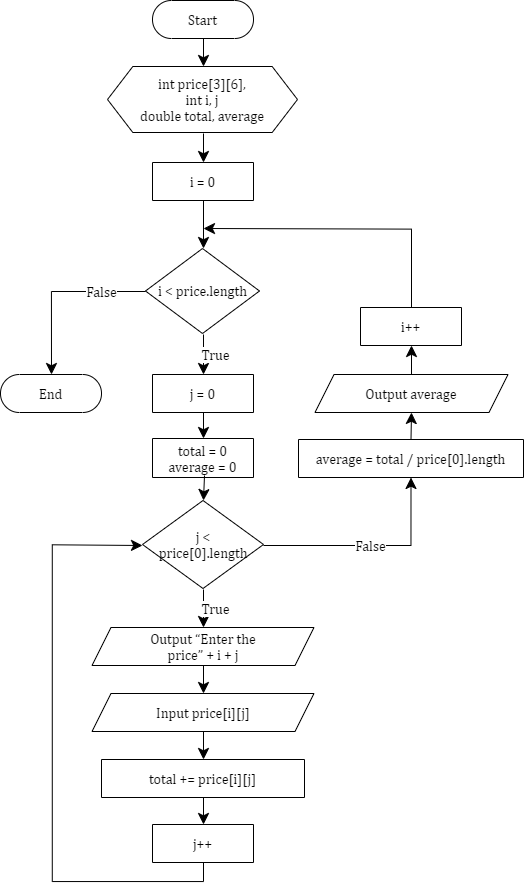 Start
int price[3][6],
int i, j
double total, average
i = 0
i < price.length
False
True
End
j = 0
total = 0
average = 0
j <
price[0].length
False
True
Output “Enter the
price” + i + j
Input price[i][j]
total += price[i][j]
j++
average = total / price[0].length
Output average
i++